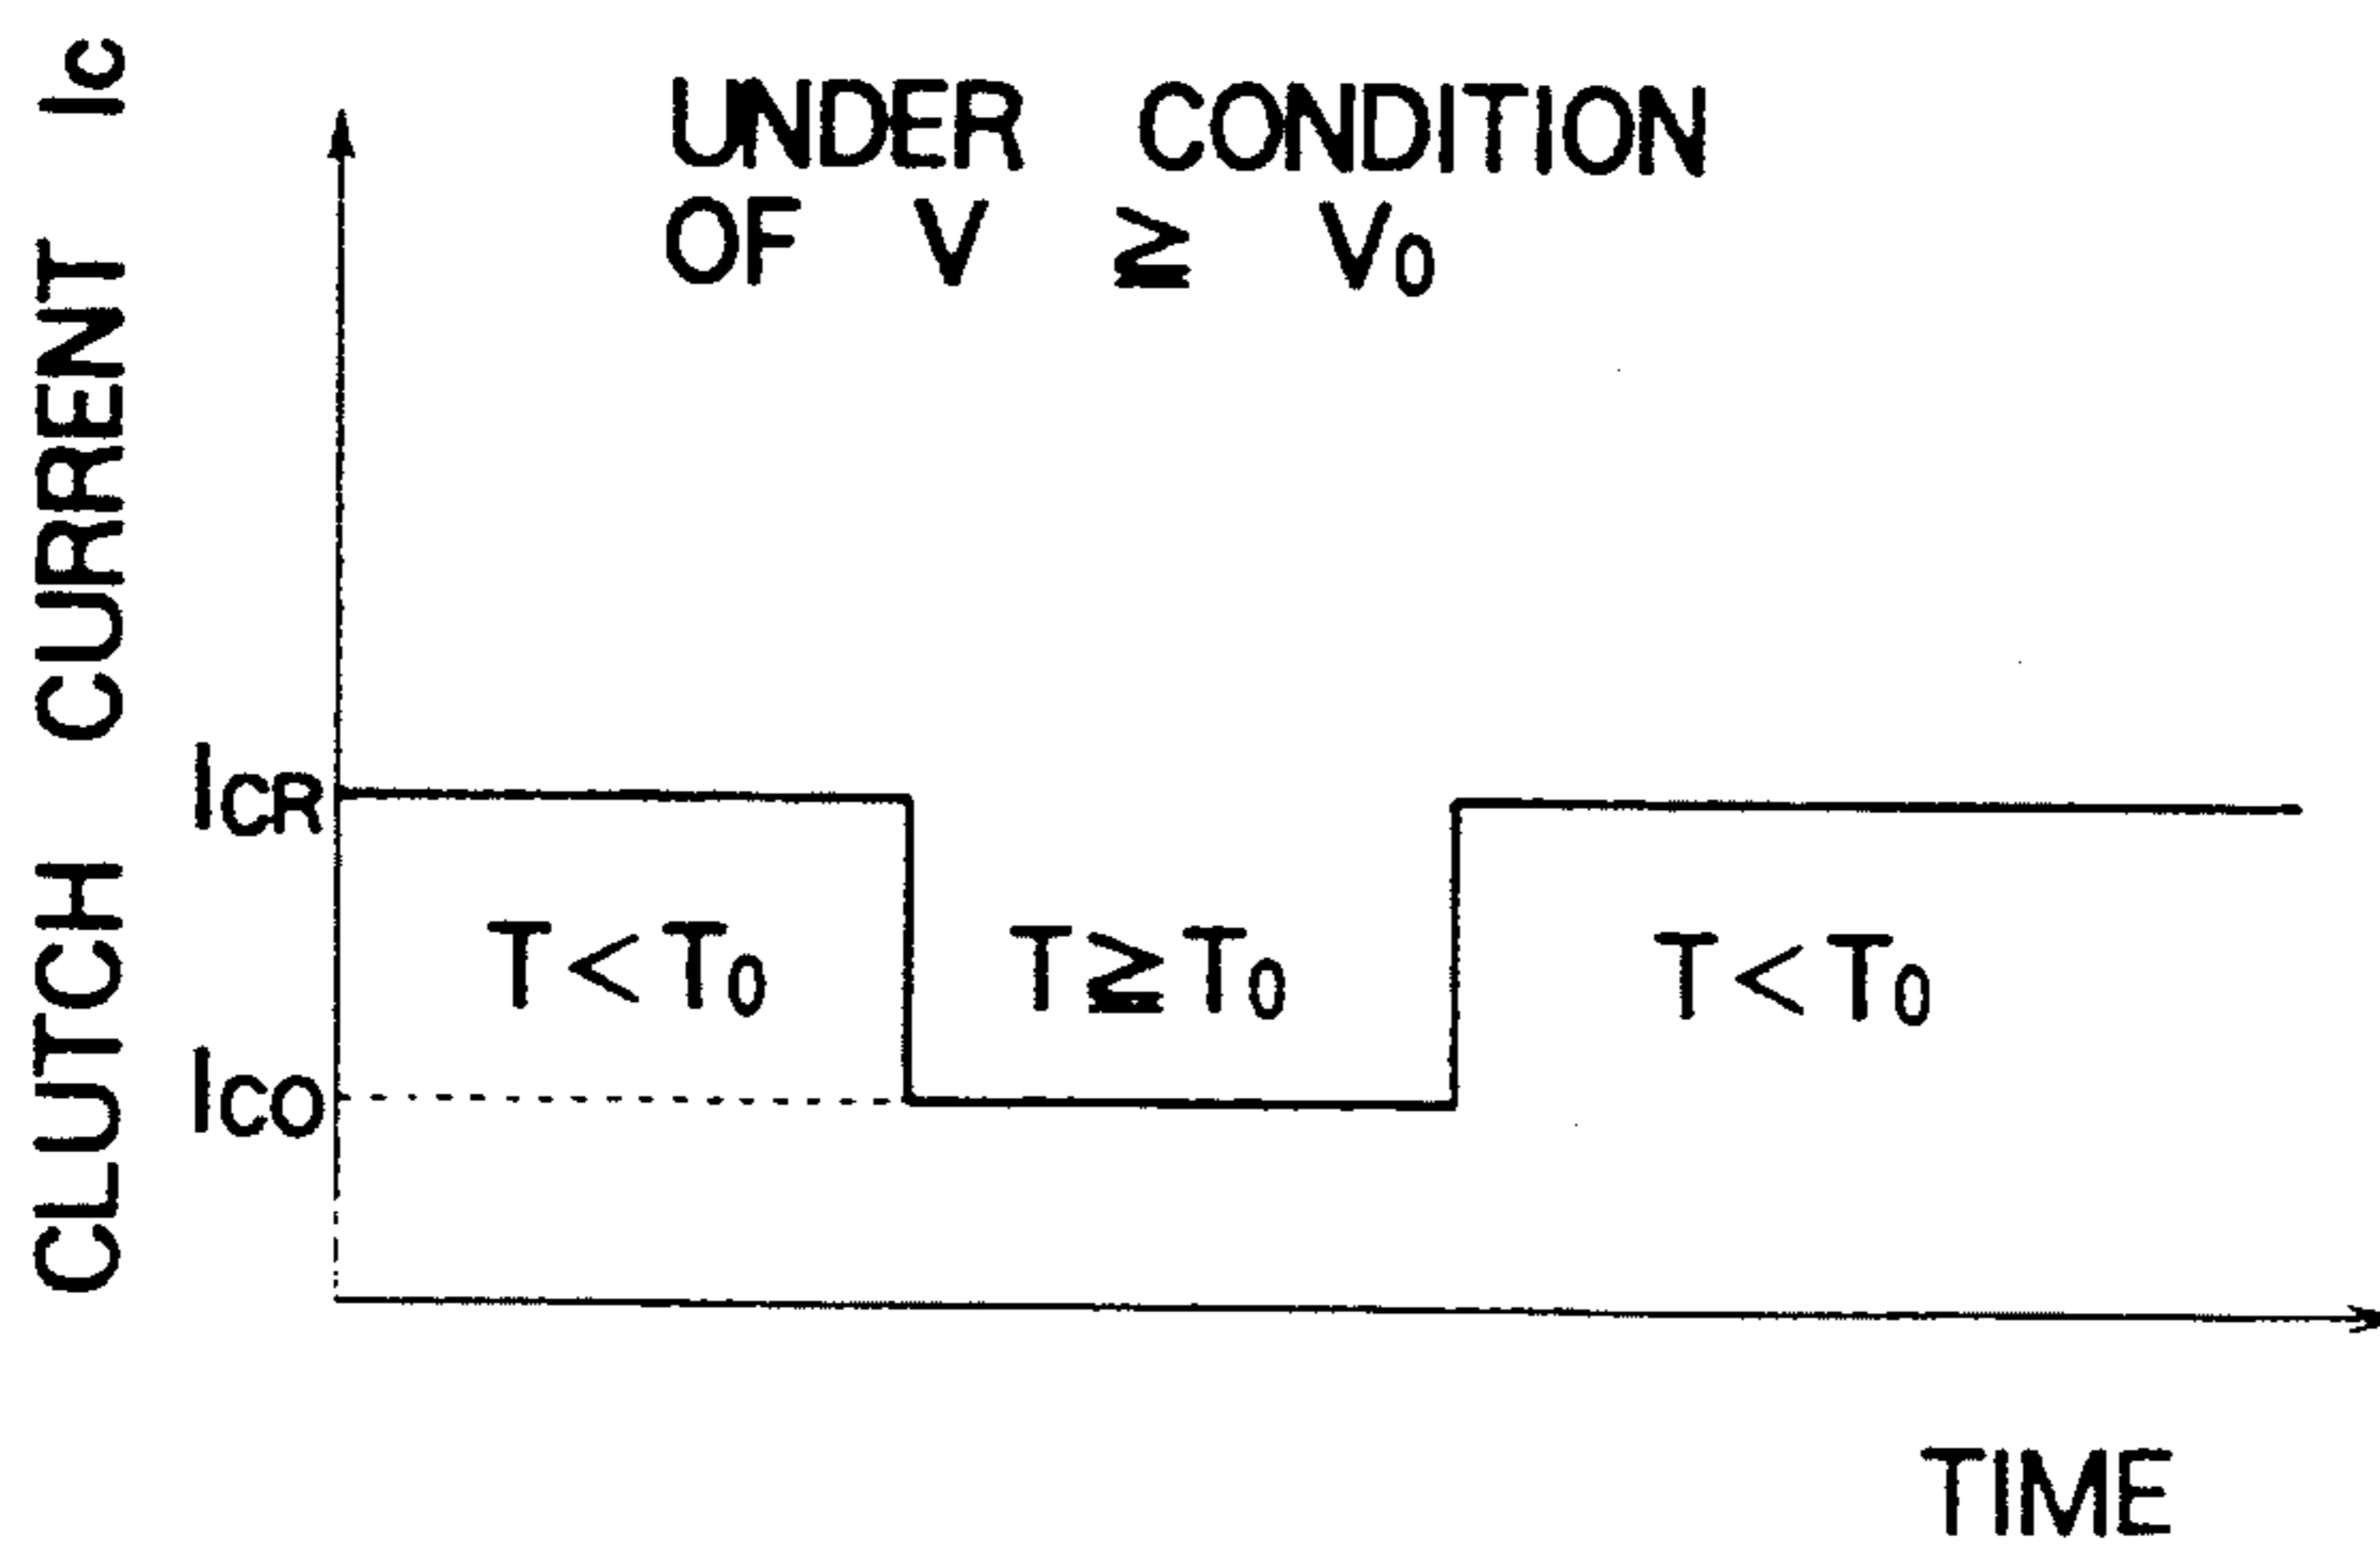 CLUTCH CURRENT Ic
UNDER CONDITION
OF V ≧ V0
ICR
T<T0
T≧T0
T<T0
ICO
TIME